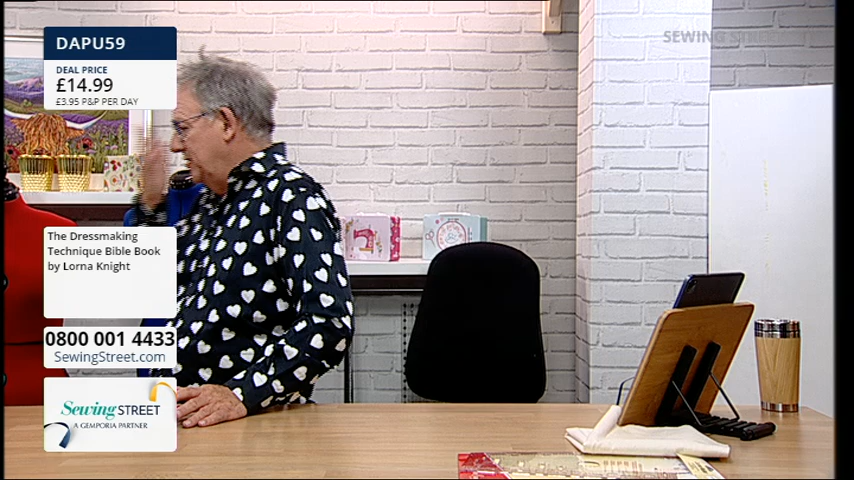 DAPU59
DEAL PRICE
£14.99
£3.95 P&P PER DAY
SEWING STREET
The Dressmaking
Technique Bible Book
by Lorna Knight
0800 001 4433
SewingStreet.com
Sewing STREET
A GEMPORIA PARTNER